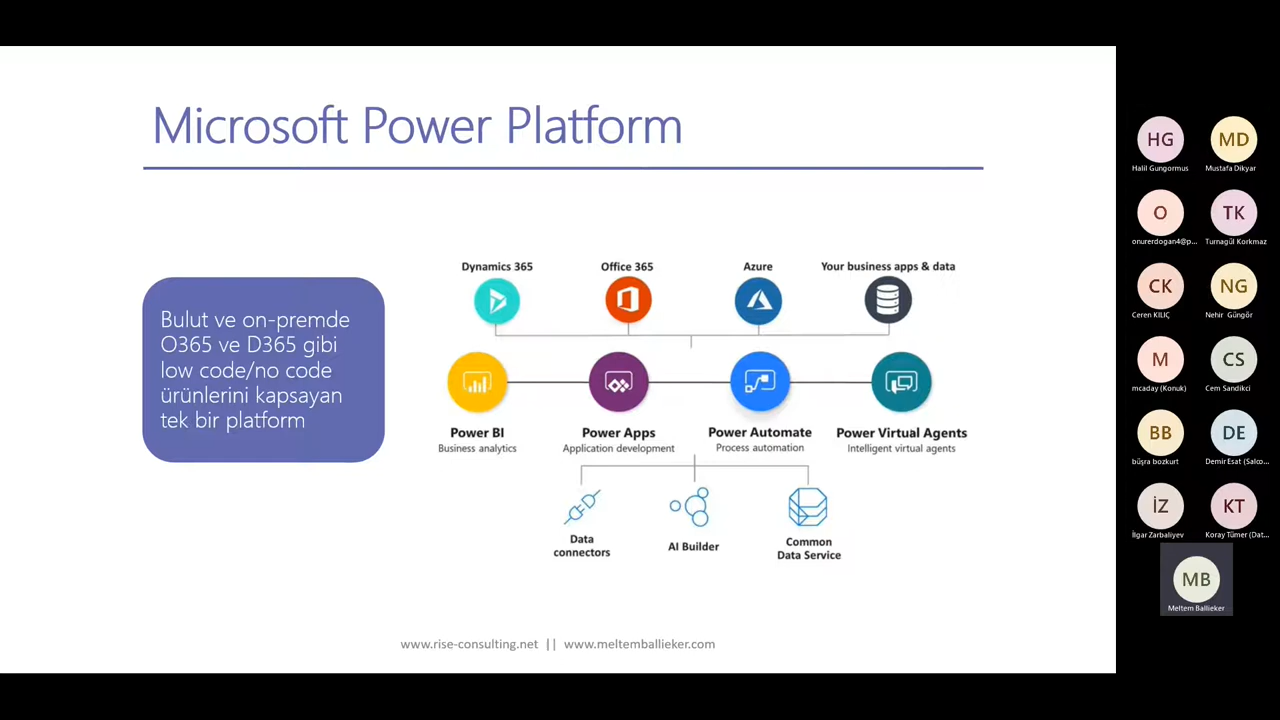 Microsoft Power Platform
Bulut ve on-premde
O365 ve D365 gibi
low code/no code
ürünlerini kapsayan
tek bir platform
Dynamics 365
Office 365
Azure
Your business apps & data
Power BI
Business analytics
Power Apps
Application development
Power Automate
Process automation
Power Virtual Agents
Intelligent virtual agents
Data
connectors
AI Builder
Common
Data Service
www.rise-consulting.net || www.meltemballieker.com
HG
Halil Gungormus
MD
Mustafa Dikyar
O
onurerdogan4@p...
TK
Turnagül Korkmaz
CK
Ceren KILIÇ
NG
Nehir Güngör
M
mcaday (Konuk)
CS
Cem Sandikci
BB
büşra bozkurt
DE
Demir Esat (Salco...
İZ
İlgar Zarbaliyev
KT
Koray Tümer (Dat...
MB
Meltem Ballieker